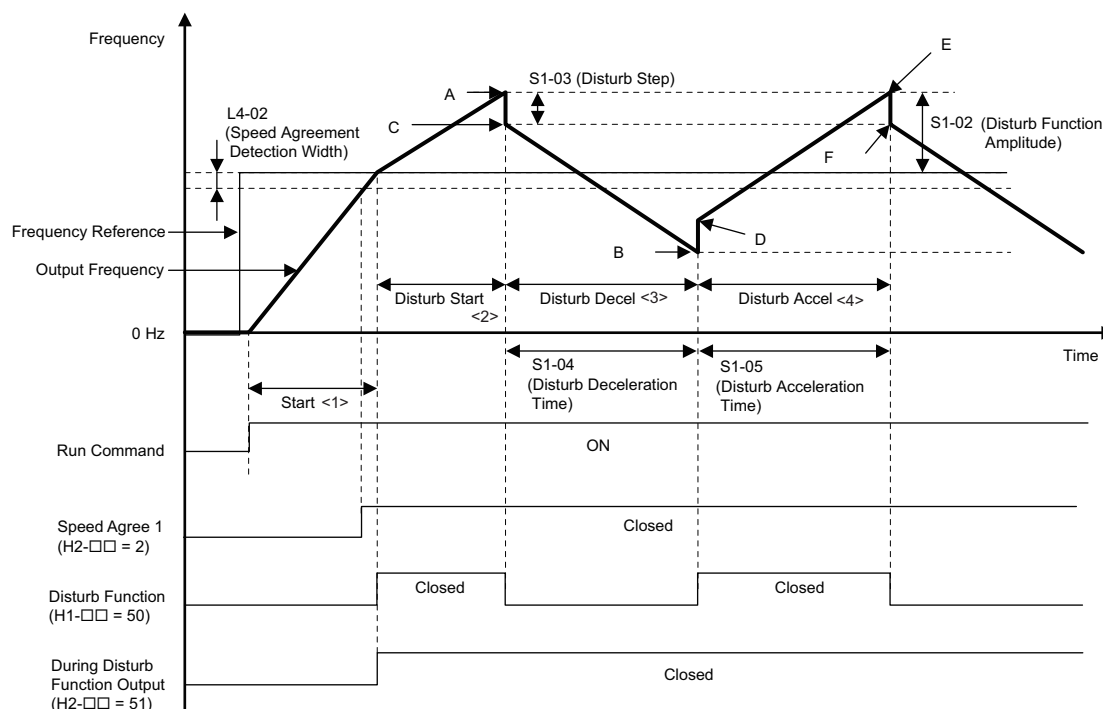 Frequency
E
S1-03 (Disturb Step)
A
L4-02
(Speed Agreement
Detection Width)
C
S1-02 (Disturb Function
Amplitude)
F
Frequency Reference
D
B
Output Frequency
Disturb Start
<2>
Disturb Decel <3>
Disturb Accel <4>
0 Hz
Time
S1-04
(Disturb Deceleration
Time)
S1-05
(Disturb Acceleration
Time)
Start <1>
Run Command
ON
Speed Agree 1
(H2-□□ = 2)
Closed
Disturb Function
(H1-□□ = 50)
Closed
Closed
During Disturb
Function Output
(H2-□□ = 51)
Closed